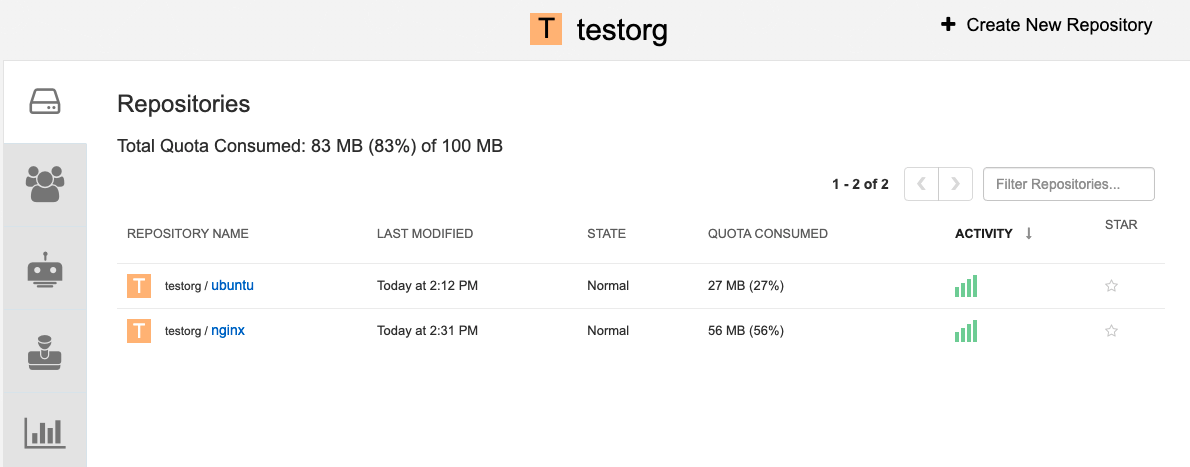 T testorg
+ Create New Repository
Repositories
Total Quota Consumed: 83 MB (83%) of 100 MB
1 - 2 of 2
Filter Repositories...
REPOSITORY NAME LAST MODIFIED STATE QUOTA CONSUMED ACTIVITY ↓ STAR
T testorg / ubuntu Today at 2:12 PM Normal 27 MB (27%)
T testorg / nginx Today at 2:31 PM Normal 56 MB (56%)